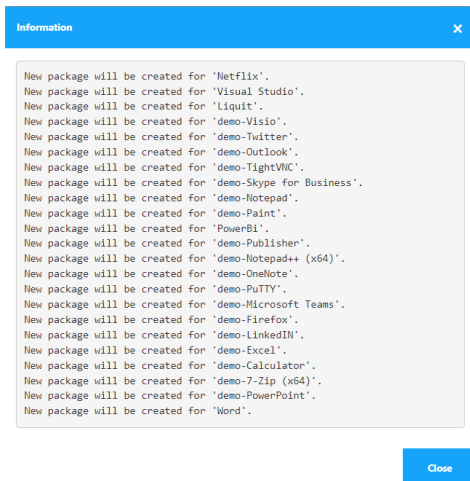 Information
×
New package will be created for 'Netflix'.
New package will be created for 'Visual Studio'.
New package will be created for 'Liquit'.
New package will be created for 'demo-Visio'.
New package will be created for 'demo-Twitter'.
New package will be created for 'demo-Outlook'.
New package will be created for 'demo-TightVNC'.
New package will be created for 'demo-Skype for Business'.
New package will be created for 'demo-Notepad'.
New package will be created for 'demo-Paint'.
New package will be created for 'PowerBi'.
New package will be created for 'demo-Publisher'.
New package will be created for 'demo-Notepad++ (x64)'.
New package will be created for 'demo-OneNote'.
New package will be created for 'demo-PuTTY'.
New package will be created for 'demo-Microsoft Teams'.
New package will be created for 'demo-Firefox'.
New package will be created for 'demo-LinkedIN'.
New package will be created for 'demo-Excel'.
New package will be created for 'demo-Calculator'.
New package will be created for 'demo-7-Zip (x64)'.
New package will be created for 'demo-PowerPoint'.
New package will be created for 'Word'.
Close